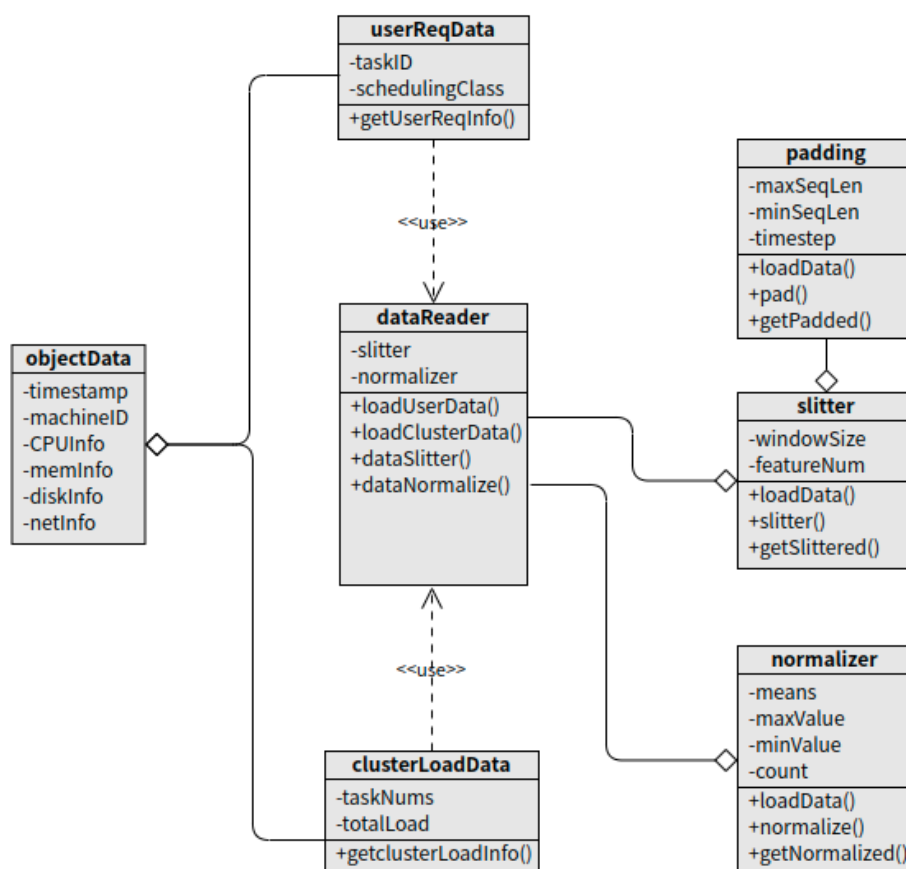 userReqData
-taskID
-schedulingClass
+getUserReqInfo()
<<use>>
padding
-maxSeqLen
-minSeqLen
-timestep
+loadData()
+pad()
+getPadded()
dataReader
-slitter
-normalizer
+loadUserData()
+loadClusterData()
+dataSlitter()
+dataNormalize()
objectData
-timestamp
-machineID
-CPUInfo
-memInfo
-diskInfo
-netInfo
slitter
-windowSize
-featureNum
+loadData()
+slitter()
+getSlittered()
<<use>>
clusterLoadData
-taskNums
-totalLoad
+getclusterLoadInfo()
normalizer
-means
-maxValue
-minValue
-count
+loadData()
+normalize()
+getNormalized()